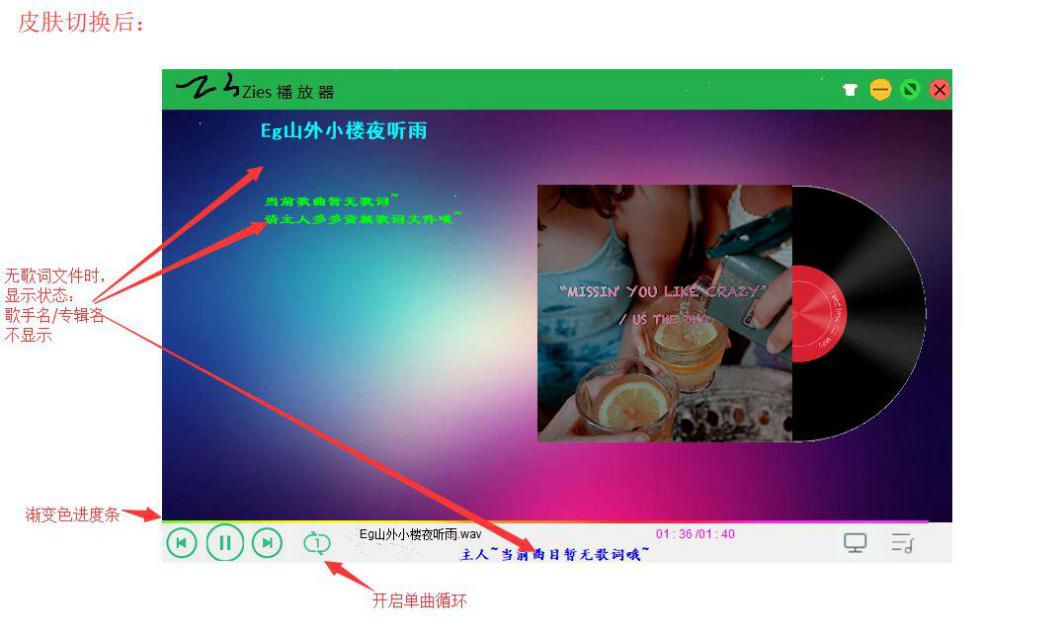 皮肤切换后：
Zies 播 放 器
Eg山外小楼夜听雨
当前歌曲暂无歌词~
请主人多多贡献歌词文件哦~
"MISSIN' YOU LIKE CRAZY"
/ US THE DUO
无歌词文件时，
显示状态：
歌手名/专辑名
不显示
渐变色进度条
1
Eg山外小楼夜听雨.wav
01 : 36 /01 : 40
主人~当前曲目暂无歌词哦~
开启单曲循环